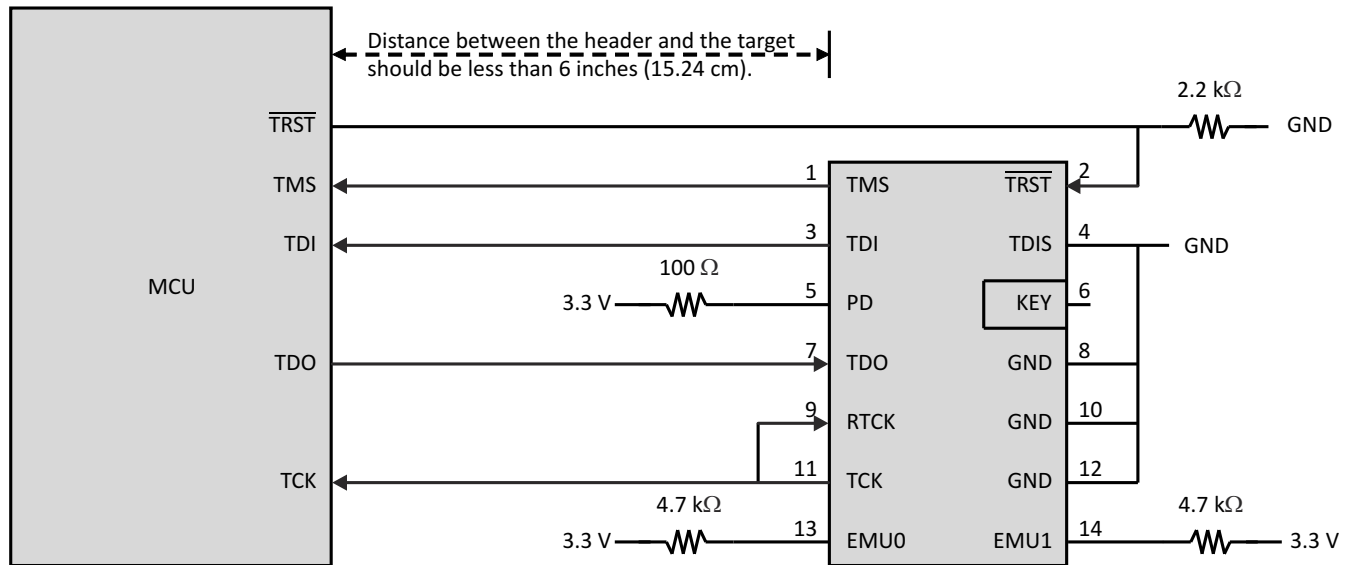 Distance between the header and the target
should be less than 6 inches (15.24 cm).
2.2 kΩ
TRST
GND
TMS
1
TMS
TRST
2
TDI
3
TDI
TDIS
4
GND
100 Ω
MCU
3.3 V
5
PD
KEY
6
TDO
7
TDO
GND
8
9
RTCK
GND
10
TCK
11
TCK
GND
12
4.7 kΩ
4.7 kΩ
3.3 V
13
EMU0
EMU1
14
3.3 V